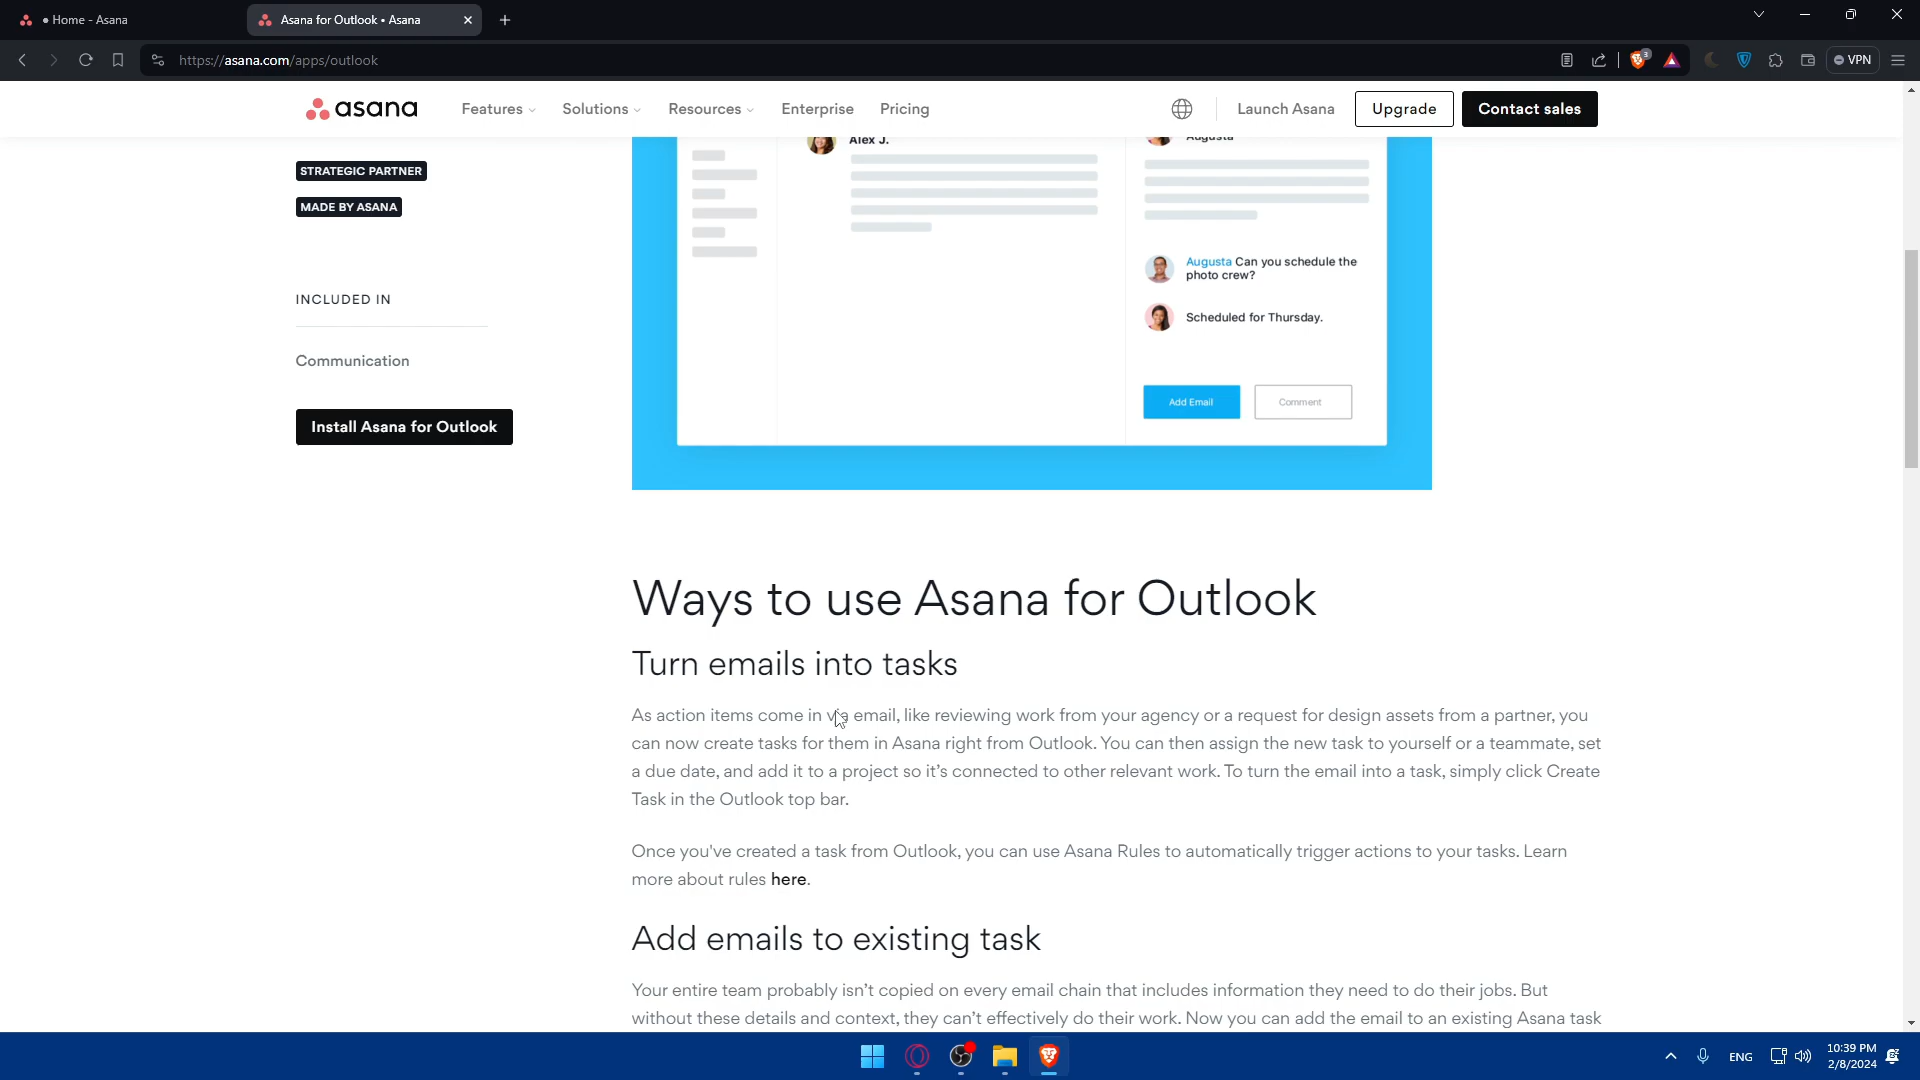 Home - Asana
Asana for Outlook • Asana
https://asana.com/apps/outlook
3
VPN
asana
Features
Solutions
Resources
Enterprise
Pricing
Launch Asana
Upgrade
Contact sales
STRATEGIC PARTNER
MADE BY ASANA
INCLUDED IN
Communication
Install Asana for Outlook
Alex J.
Augusta
Augusta Can you schedule the
photo crew?
Scheduled for Thursday.
Add Email
Comment
Ways to use Asana for Outlook
Turn emails into tasks
As action items come in via email, like reviewing work from your agency or a request for design assets from a partner, you
can now create tasks for them in Asana right from Outlook. You can then assign the new task to yourself or a teammate, set
a due date, and add it to a project so it’s connected to other relevant work. To turn the email into a task, simply click Create
Task in the Outlook top bar.
Once you've created a task from Outlook, you can use Asana Rules to automatically trigger actions to your tasks. Learn
more about rules here.
Add emails to existing task
Your entire team probably isn’t copied on every email chain that includes information they need to do their jobs. But
without these details and context, they can’t effectively do their work. Now you can add the email to an existing Asana task
ENG
10:39 PM
2/8/2024